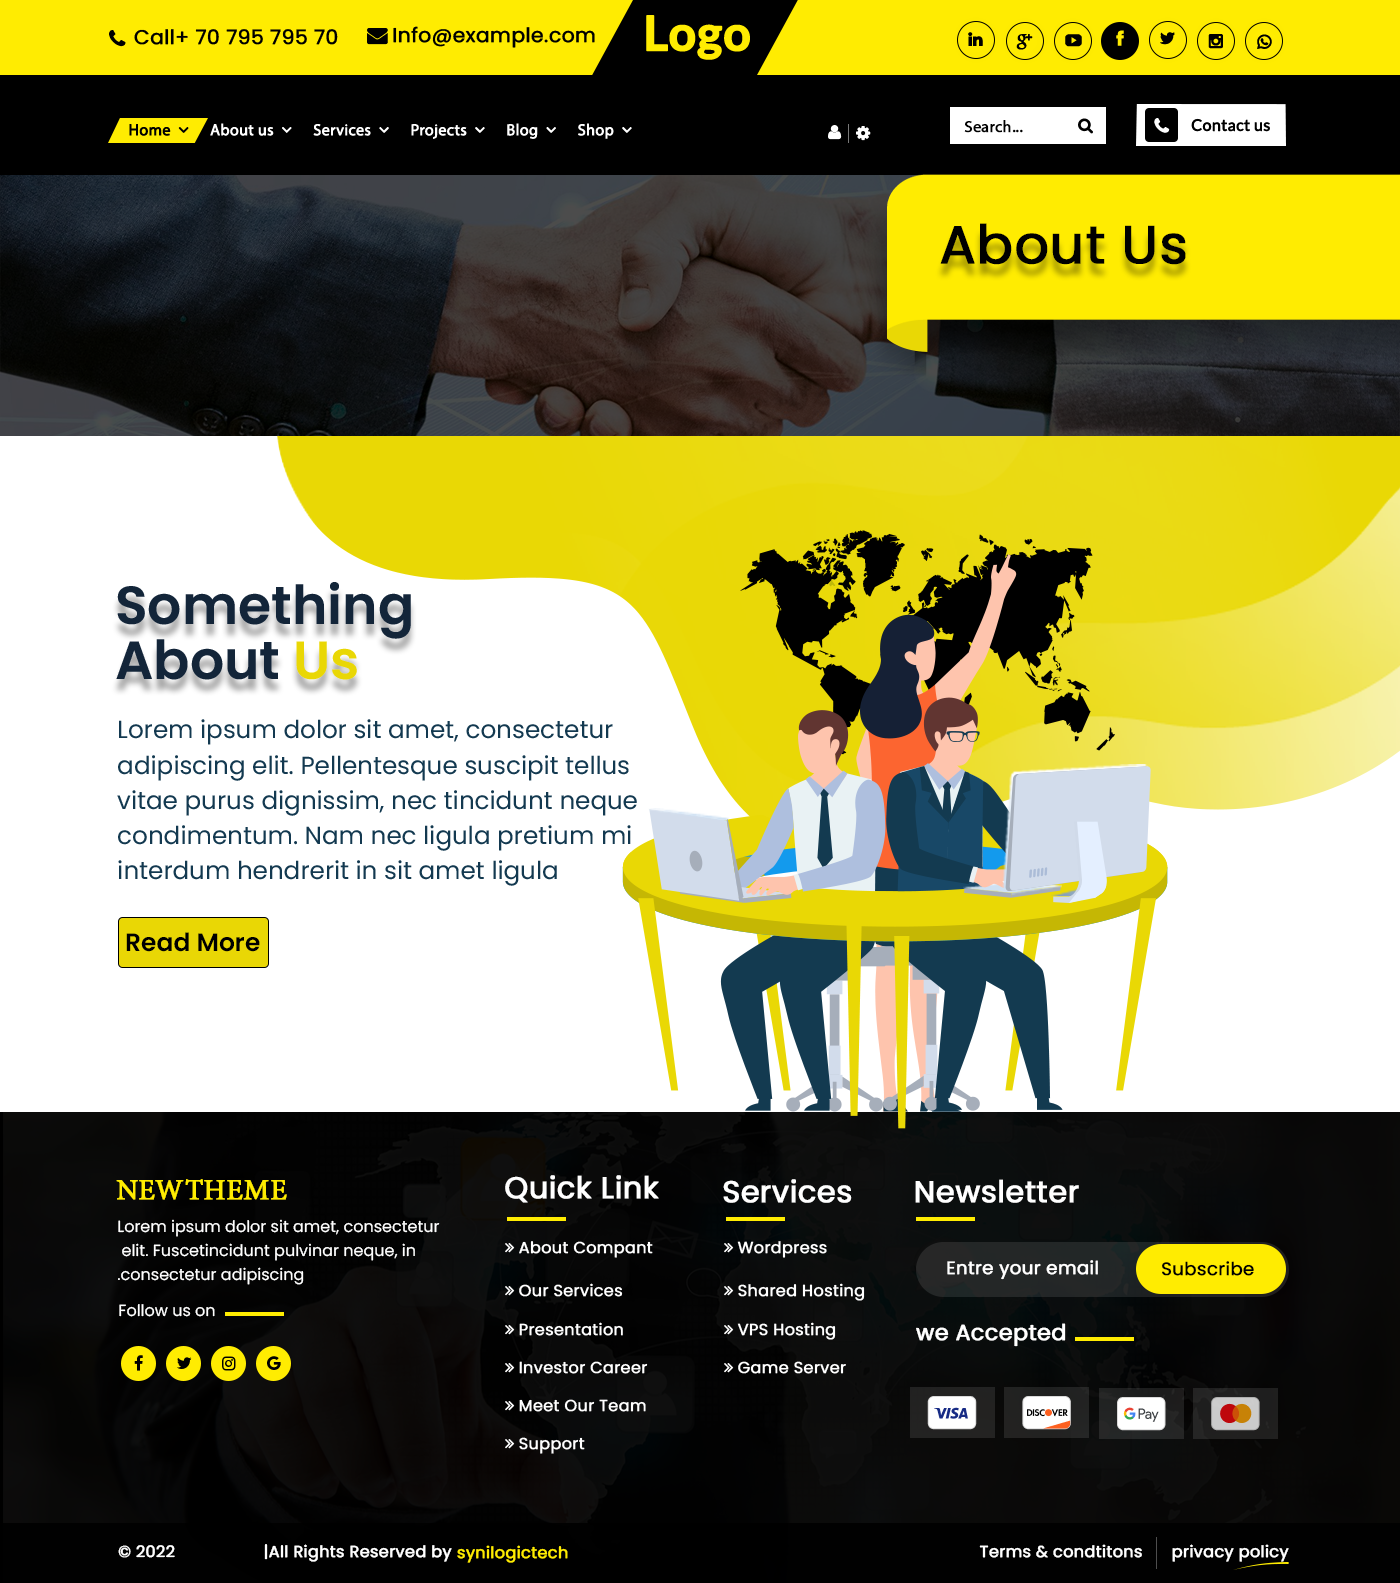 Call+ 70 795 795 70
Info@example.com
Logo
Home
About us
Services
Projects
Blog
Shop
Search...
Contact us
About Us
Something
About Us
Lorem ipsum dolor sit amet, consectetur
adipiscing elit. Pellentesque suscipit tellus
vitae purus dignissim, nec tincidunt neque
condimentum. Nam nec ligula pretium mi
interdum hendrerit in sit amet ligula
Read More
NEWTHEME
Lorem ipsum dolor sit amet, consectetur
elit. Fuscetincidunt pulvinar neque, in
.consectetur adipiscing
Follow us on
Quick Link
» About Compant
» Our Services
» Presentation
» Investor Career
» Meet Our Team
» Support
Services
» Wordpress
» Shared Hosting
» VPS Hosting
» Game Server
Newsletter
Entre your email
Subscribe
we Accepted
VISA
DISCOVER
G Pay
© 2022
|All Rights Reserved by synilogictech
Terms & condtitons
privacy policy